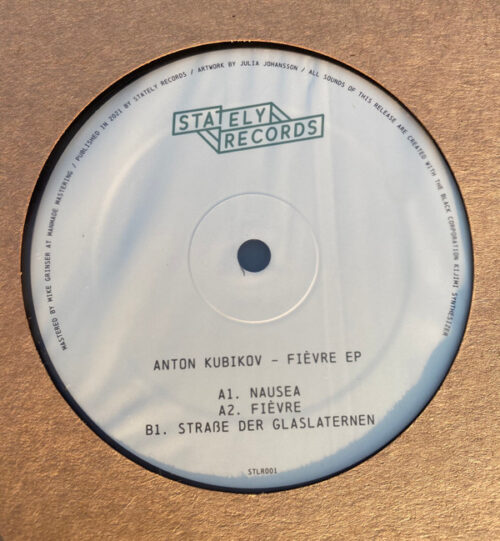 MASTERED BY MIKE GRINSER AT MANMADE MASTERING / PUBLISHED IN 2021 BY STATELY RECORDS / ARTWORK BY JULIA JOHANSSON / ALL SOUNDS OF THIS RELEASE ARE CREATED WITH THE BLACK CORPORATION KIJIMI SYNTHESIZER
STATELY
RECORDS
ANTON KUBIKOV – FIÈVRE EP
A1. NAUSEA
A2. FIÈVRE
B1. STRAßE DER GLASLATERNEN
STLR001